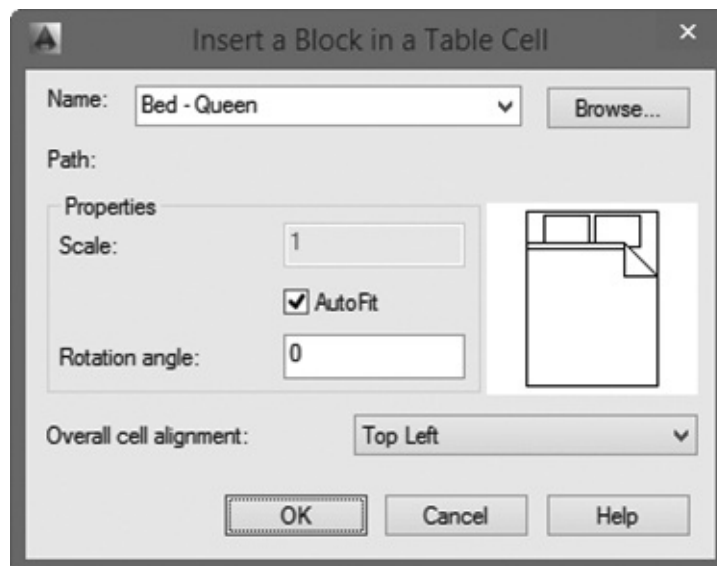 Insert a Block in a Table Cell
Name: Bed - Queen Browse...
Path:
Properties
Scale: 1
AutoFit
Rotation angle: 0
Overall cell alignment: Top Left
OK Cancel Help